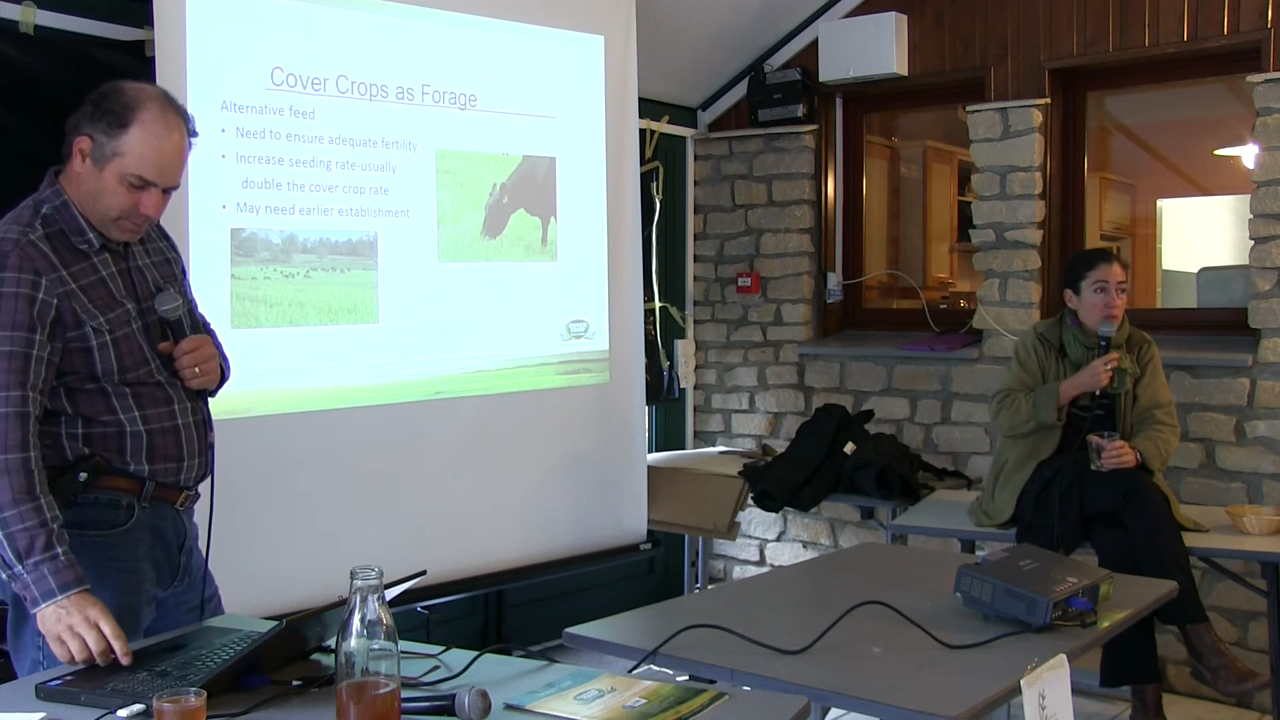 Cover Crops as Forage
Alternative feed
• Need to ensure adequate fertility
• Increase seeding rate-usually
double the cover crop rate
• May need earlier establishment